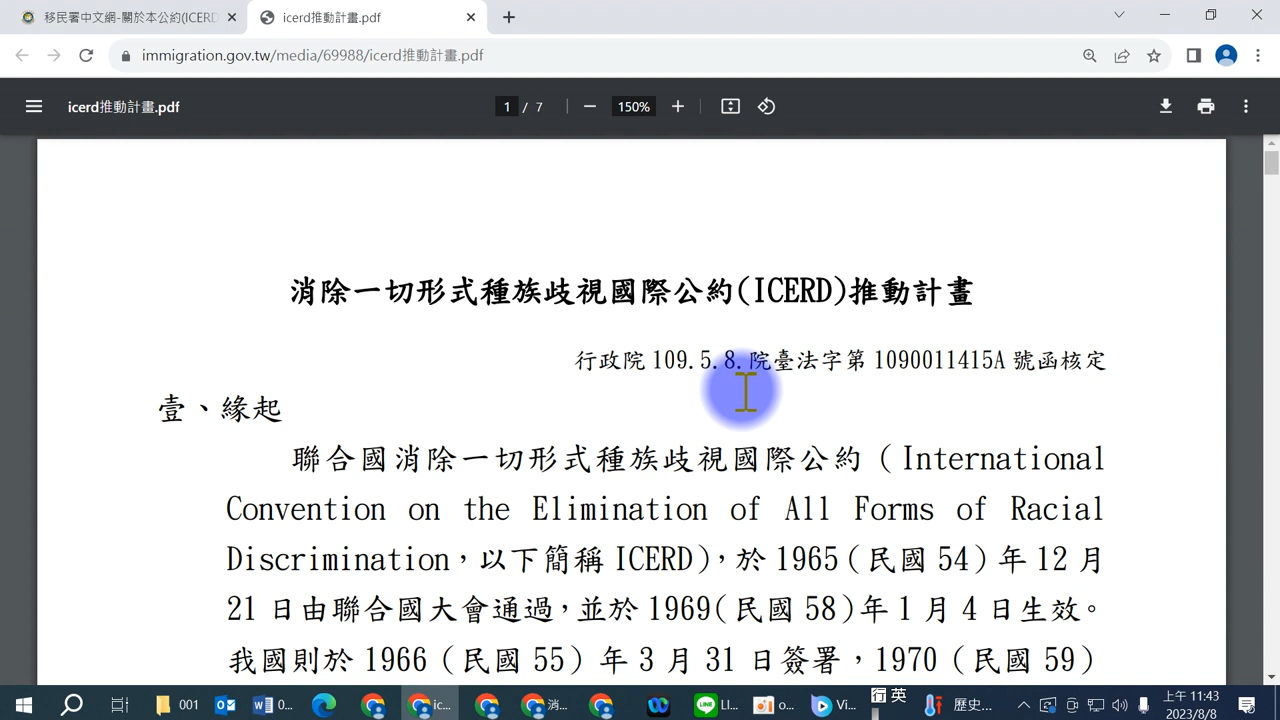 移民署中文網-關於本公約(ICERD
icerd推動計畫.pdf
immigration.gov.tw/media/69988/icerd推動計畫.pdf
icerd推動計畫.pdf
1 / 7
150%
消除一切形式種族歧視國際公約(ICERD)推動計畫
行政院 109.5.8.院臺法字第 1090011415A 號函核定
壹、緣起
聯合國消除一切形式種族歧視國際公約（International
Convention on the Elimination of All Forms of Racial
Discrimination，以下簡稱 ICERD)，於 1965（民國 54）年 12 月
21 日由聯合國大會通過，並於 1969(民國 58)年 1 月 4 日生效。
我國則於 1966（民國 55）年 3 月 31 日簽署，1970（民國 59）
001
0...
ic...
消...
LI...
o...
Vi...
行 英
歷史...
上午 11:43
2023/8/8